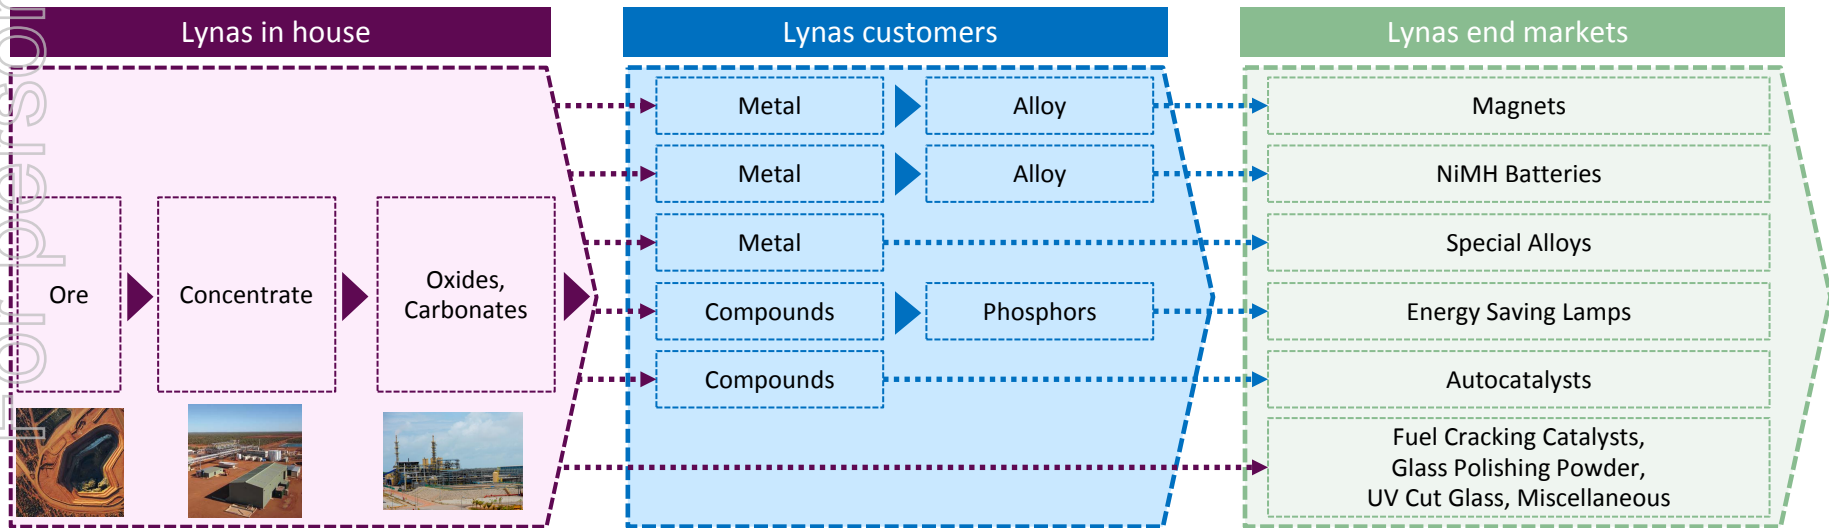 Lynas in house
Lynas customers
Lynas end markets
Metal
Alloy
Magnets
Metal
Alloy
NiMH Batteries
Metal
Special Alloys
Ore
Concentrate
Oxides,
Carbonates
Compounds
Phosphors
Energy Saving Lamps
Compounds
Autocatalysts
Fuel Cracking Catalysts,
Glass Polishing Powder,
UV Cut Glass, Miscellaneous
For person